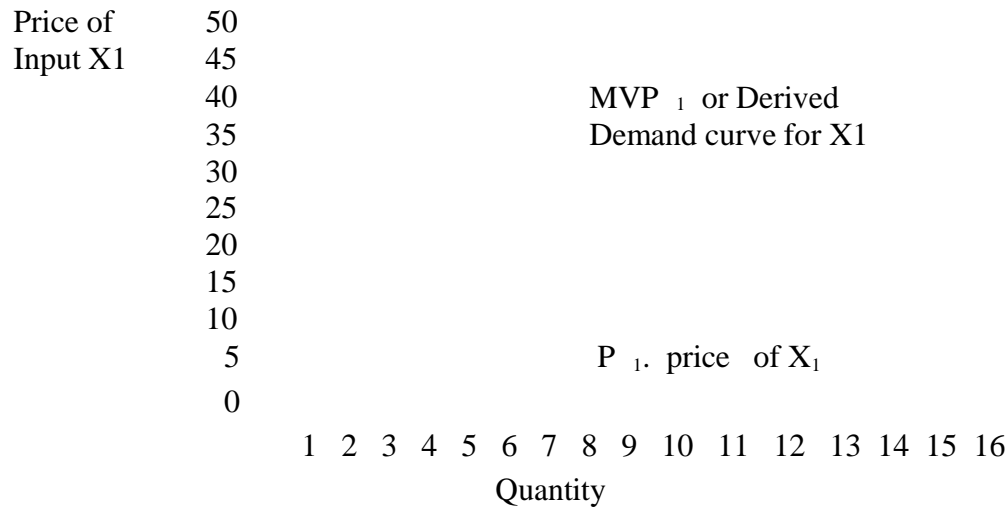 Price of 50
Input X1 45
40 MVP 1 or Derived
35 Demand curve for X1
30
25
20
15
10
5 P 1. price of X1
0
1 2 3 4 5 6 7 8 9 10 11 12 13 14 15 16
Quantity